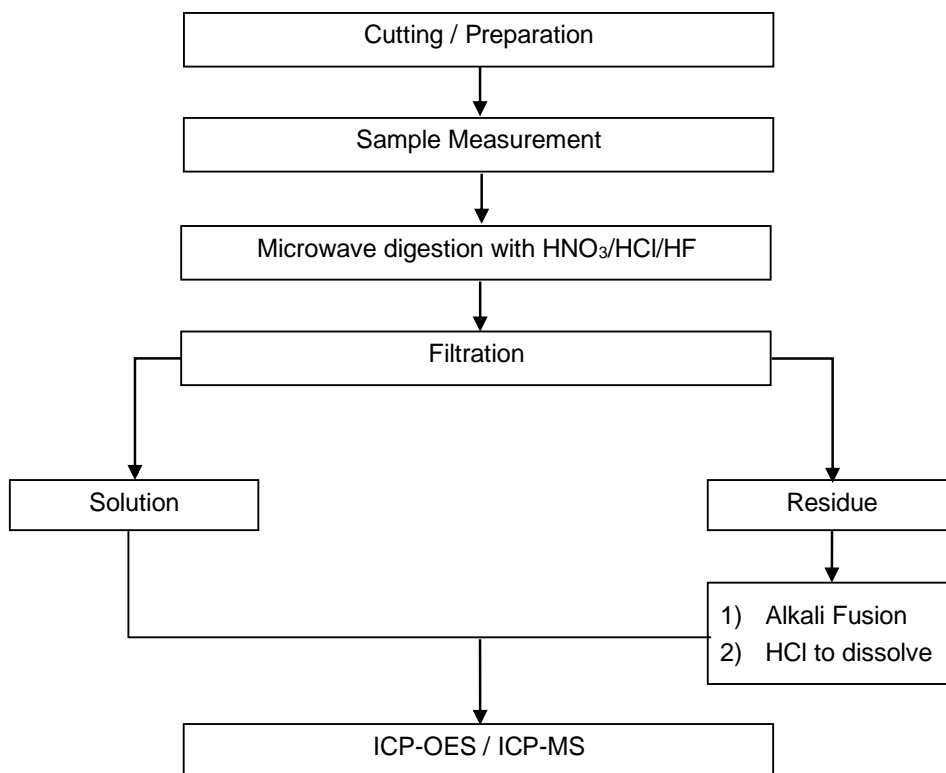 Cutting / Preparation
Sample Measurement
Microwave digestion with HNO₃/HCl/HF
Filtration
Solution
Residue
1) Alkali Fusion
2) HCl to dissolve
ICP-OES / ICP-MS